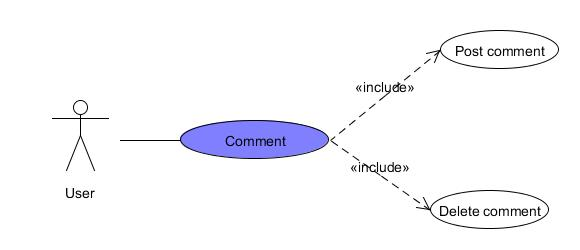 Post comment
«include»
Comment
«include»
User
Delete comment